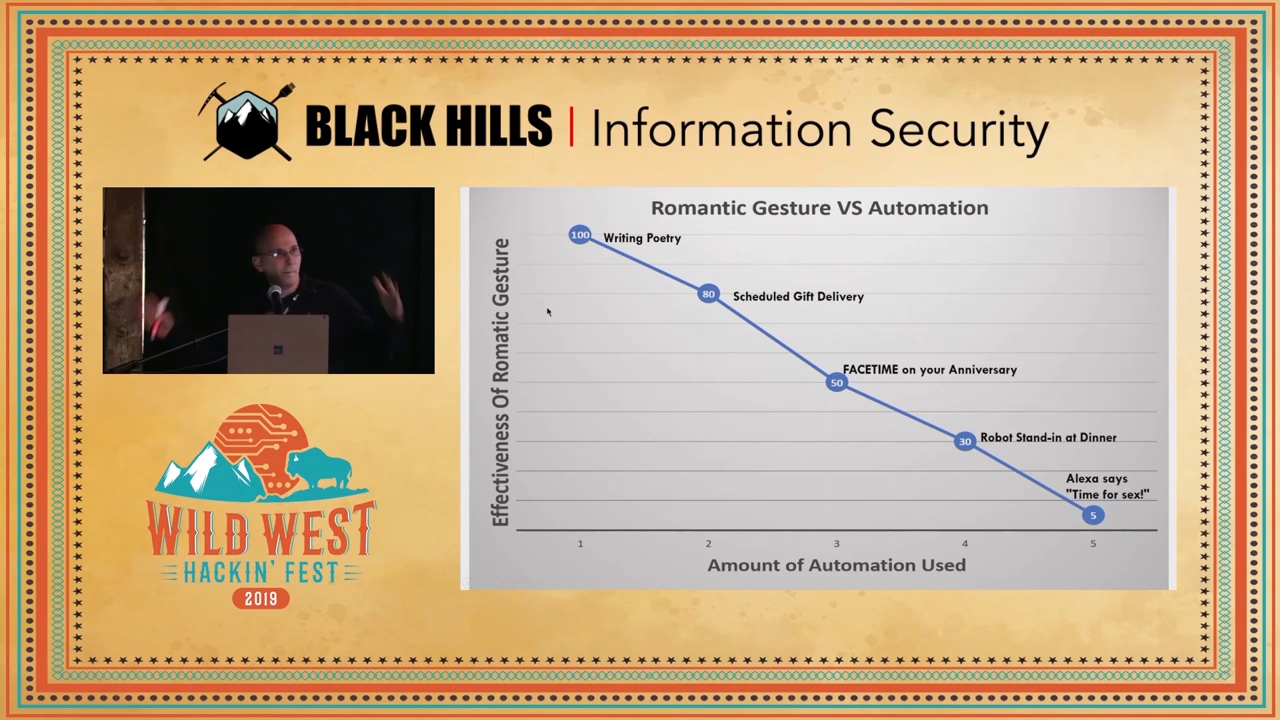 BLACK HILLS | Information Security
Romantic Gesture VS Automation
Effectiveness Of Romatic Gesture
100 Writing Poetry
80 Scheduled Gift Delivery
50 FACETIME on your Anniversary
30 Robot Stand-in at Dinner
Alexa says
"Time for sex!"
5
1 2 3 4 5
Amount of Automation Used
WILD WEST
HACKIN' FEST
2019